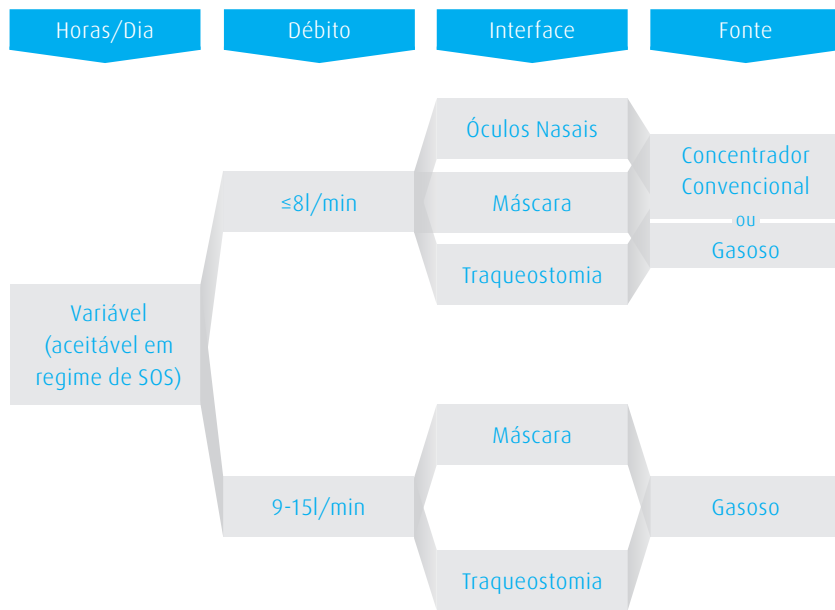 Horas/Dia
Débito
Interface
Fonte
Óculos Nasais
≤8l/min
Máscara
Traqueostomia
Concentrador
Convencional
ou
Gasoso
Variável
(aceitável em
regime de SOS)
Máscara
9-15l/min
Traqueostomia
Gasoso